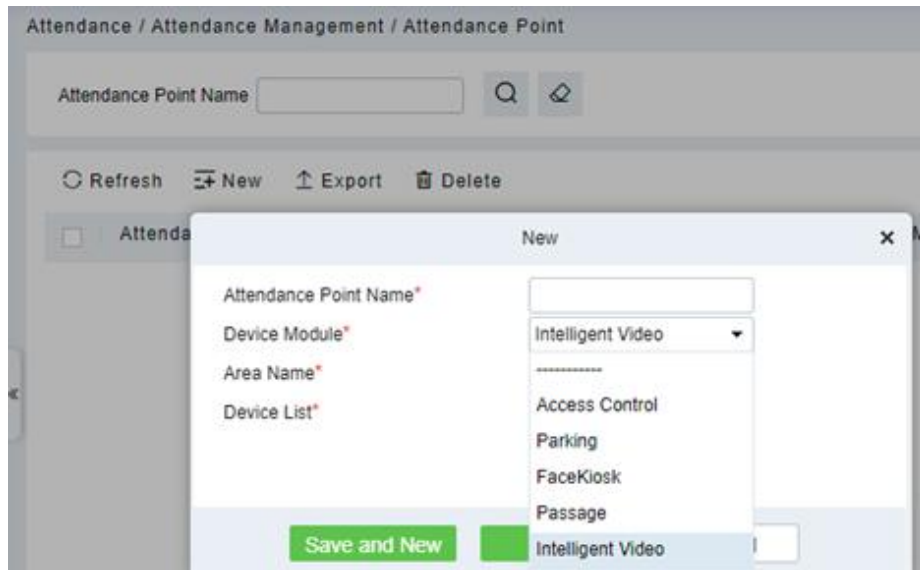 Attendance / Attendance Management / Attendance Point
Attendance Point Name
Refresh New Export Delete
Attenda
New
Attendance Point Name*
Device Module* Intelligent Video
Area Name* -----------
Device List* Access Control
Parking
FaceKiosk
Passage
Save and New Intelligent Video